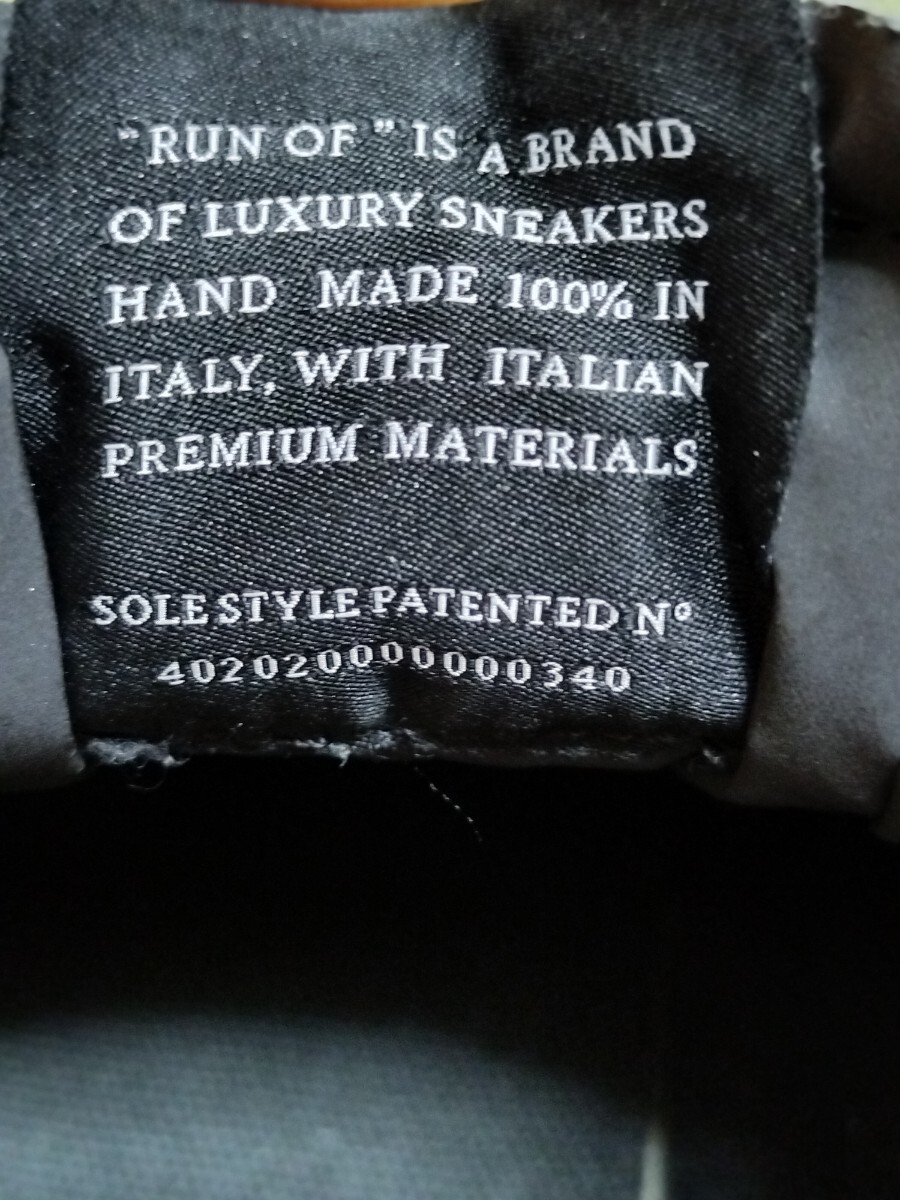 “RUN OF” IS A BRAND
OF LUXURY SNEAKERS
HAND MADE 100% IN
ITALY, WITH ITALIAN
PREMIUM MATERIALS
SOLE STYLE PATENTED Nº
402020000000340